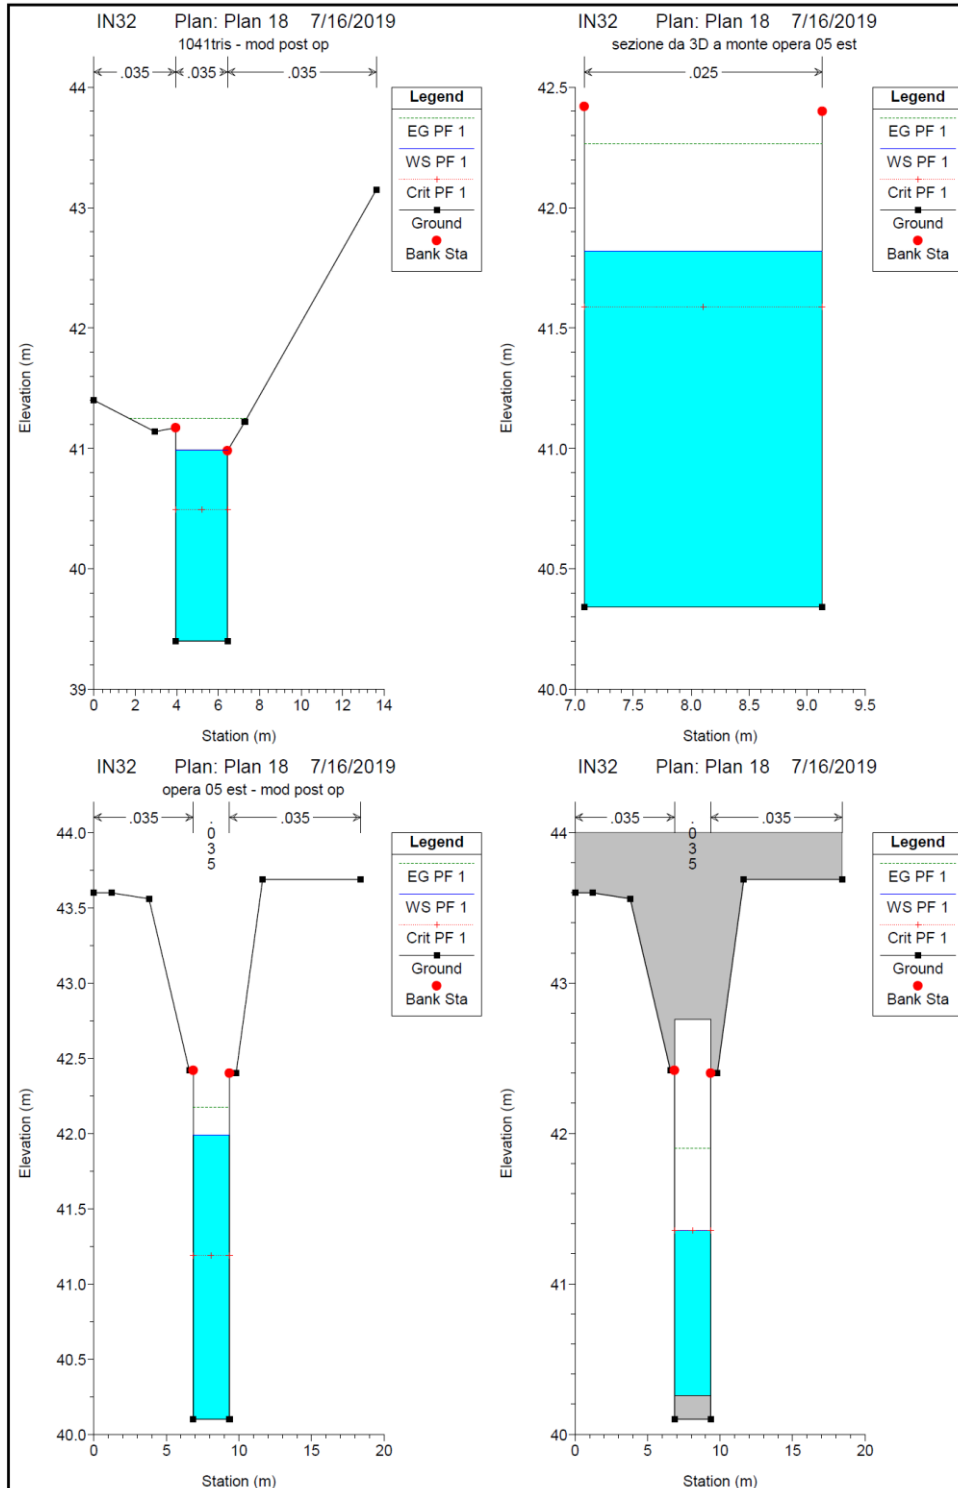 IN32 Plan: Plan 18 7/16/2019
1041tris - mod post op
.035 .035 .035
Legend
EG PF 1
WS PF 1
Crit PF 1
Ground
Bank Sta
44
43
42
41
40
39
Elevation (m)
0 2 4 6 8 10 12 14
Station (m)
IN32 Plan: Plan 18 7/16/2019
sezione da 3D a monte opera 05 est
.025
Legend
EG PF 1
WS PF 1
Crit PF 1
Ground
Bank Sta
42.5
42.0
41.5
41.0
40.5
40.0
Elevation (m)
7.0 7.5 8.0 8.5 9.0 9.5
Station (m)
IN32 Plan: Plan 18 7/16/2019
opera 05 est - mod post op
.035 .035 .035
Legend
EG PF 1
WS PF 1
Crit PF 1
Ground
Bank Sta
44.0
43.5
43.0
42.5
42.0
41.5
41.0
40.5
40.0
Elevation (m)
0 5 10 15 20
Station (m)
IN32 Plan: Plan 18 7/16/2019
.035 .035 .035
Legend
EG PF 1
WS PF 1
Crit PF 1
Ground
Bank Sta
44
43
42
41
40
Elevation (m)
0 5 10 15 20
Station (m)